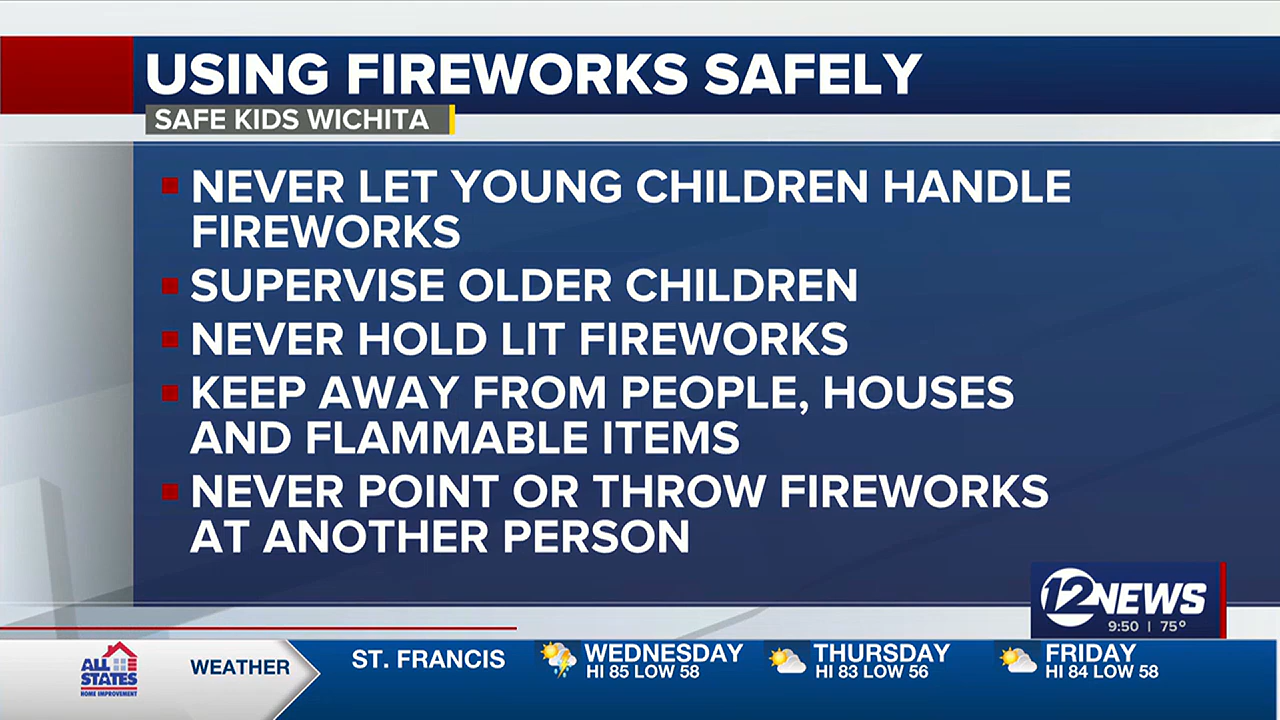 USING FIREWORKS SAFELY
SAFE KIDS WICHITA
NEVER LET YOUNG CHILDREN HANDLE
FIREWORKS
SUPERVISE OLDER CHILDREN
NEVER HOLD LIT FIREWORKS
KEEP AWAY FROM PEOPLE, HOUSES
AND FLAMMABLE ITEMS
NEVER POINT OR THROW FIREWORKS
AT ANOTHER PERSON
12 NEWS
9:50 | 75°
ALL
STATES
HOME IMPROVEMENT
WEATHER
ST. FRANCIS
WEDNESDAY
HI 85 LOW 58
THURSDAY
HI 83 LOW 56
FRIDAY
HI 84 LOW 58